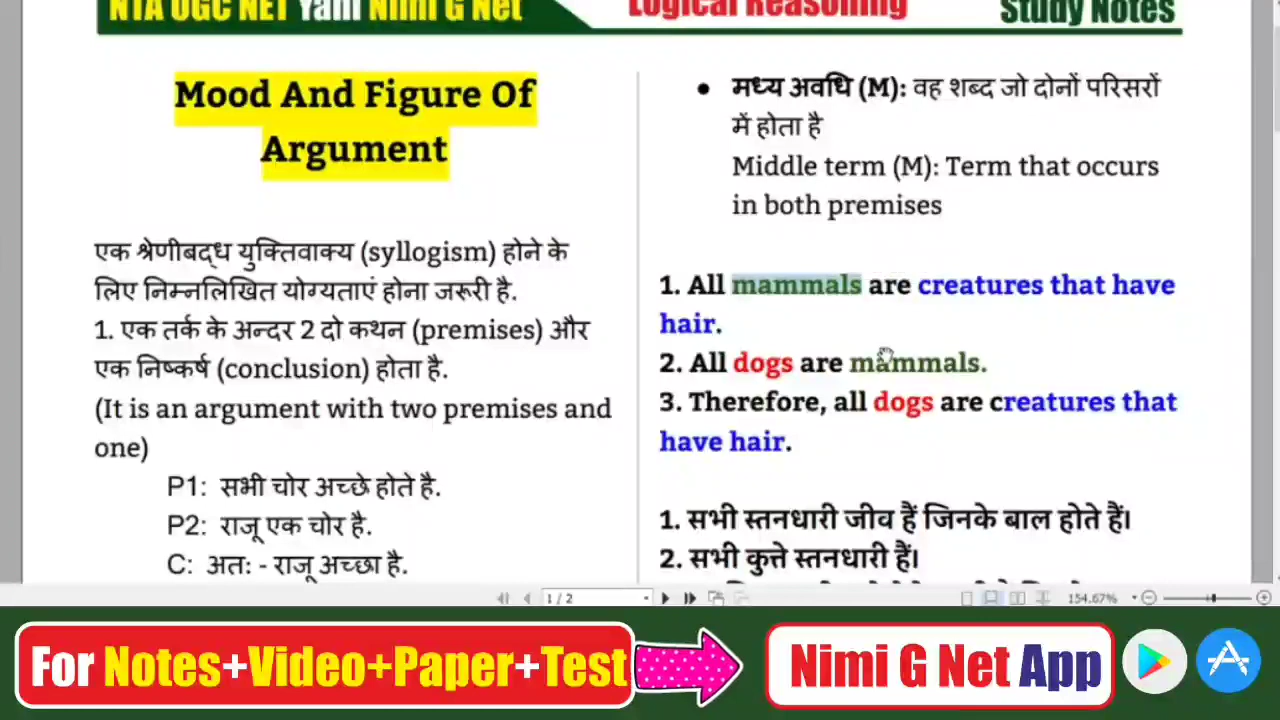 NTA UGC NET Yani Nimi G Net
Logical Reasoning
Study Notes
Mood And Figure Of
Argument
एक श्रेणीबद्ध युक्तिवाक्य (syllogism) होने के
लिए निम्नलिखित योग्यताएं होना जरूरी है.
1. एक तर्क के अन्दर 2 दो कथन (premises) और
एक निष्कर्ष (conclusion) होता है.
(It is an argument with two premises and
one)
P1: सभी चोर अच्छे होते है.
P2: राजू एक चोर है.
C: अतः - राजू अच्छा है.
• मध्य अवधि (M): वह शब्द जो दोनों परिसरों
में होता है
Middle term (M): Term that occurs
in both premises
1. All mammals are creatures that have
hair.
2. All dogs are mammals.
3. Therefore, all dogs are creatures that
have hair.
1. सभी स्तनधारी जीव हैं जिनके बाल होते हैं।
2. सभी कुत्ते स्तनधारी हैं।
1 / 2
154.67%
For Notes+Video+Paper+Test
Nimi G Net App